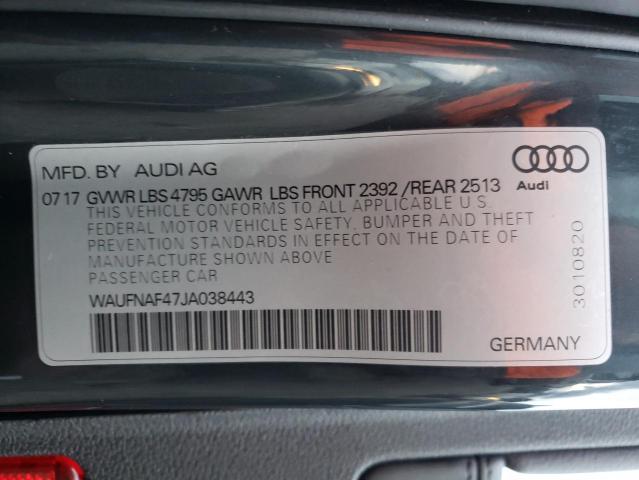 MFD. BY AUDI AG
Audi
07 17 GVWR LBS 4795 GAWR LBS FRONT 2392 /REAR 2513
THIS VEHICLE CONFORMS TO ALL APPLICABLE U.S.
FEDERAL MOTOR VEHICLE SAFETY, BUMPER AND THEFT
PREVENTION STANDARDS IN EFFECT ON THE DATE OF
MANUFACTURE SHOWN ABOVE
PASSENGER CAR
WAUFNAF47JA038443
3010820
GERMANY